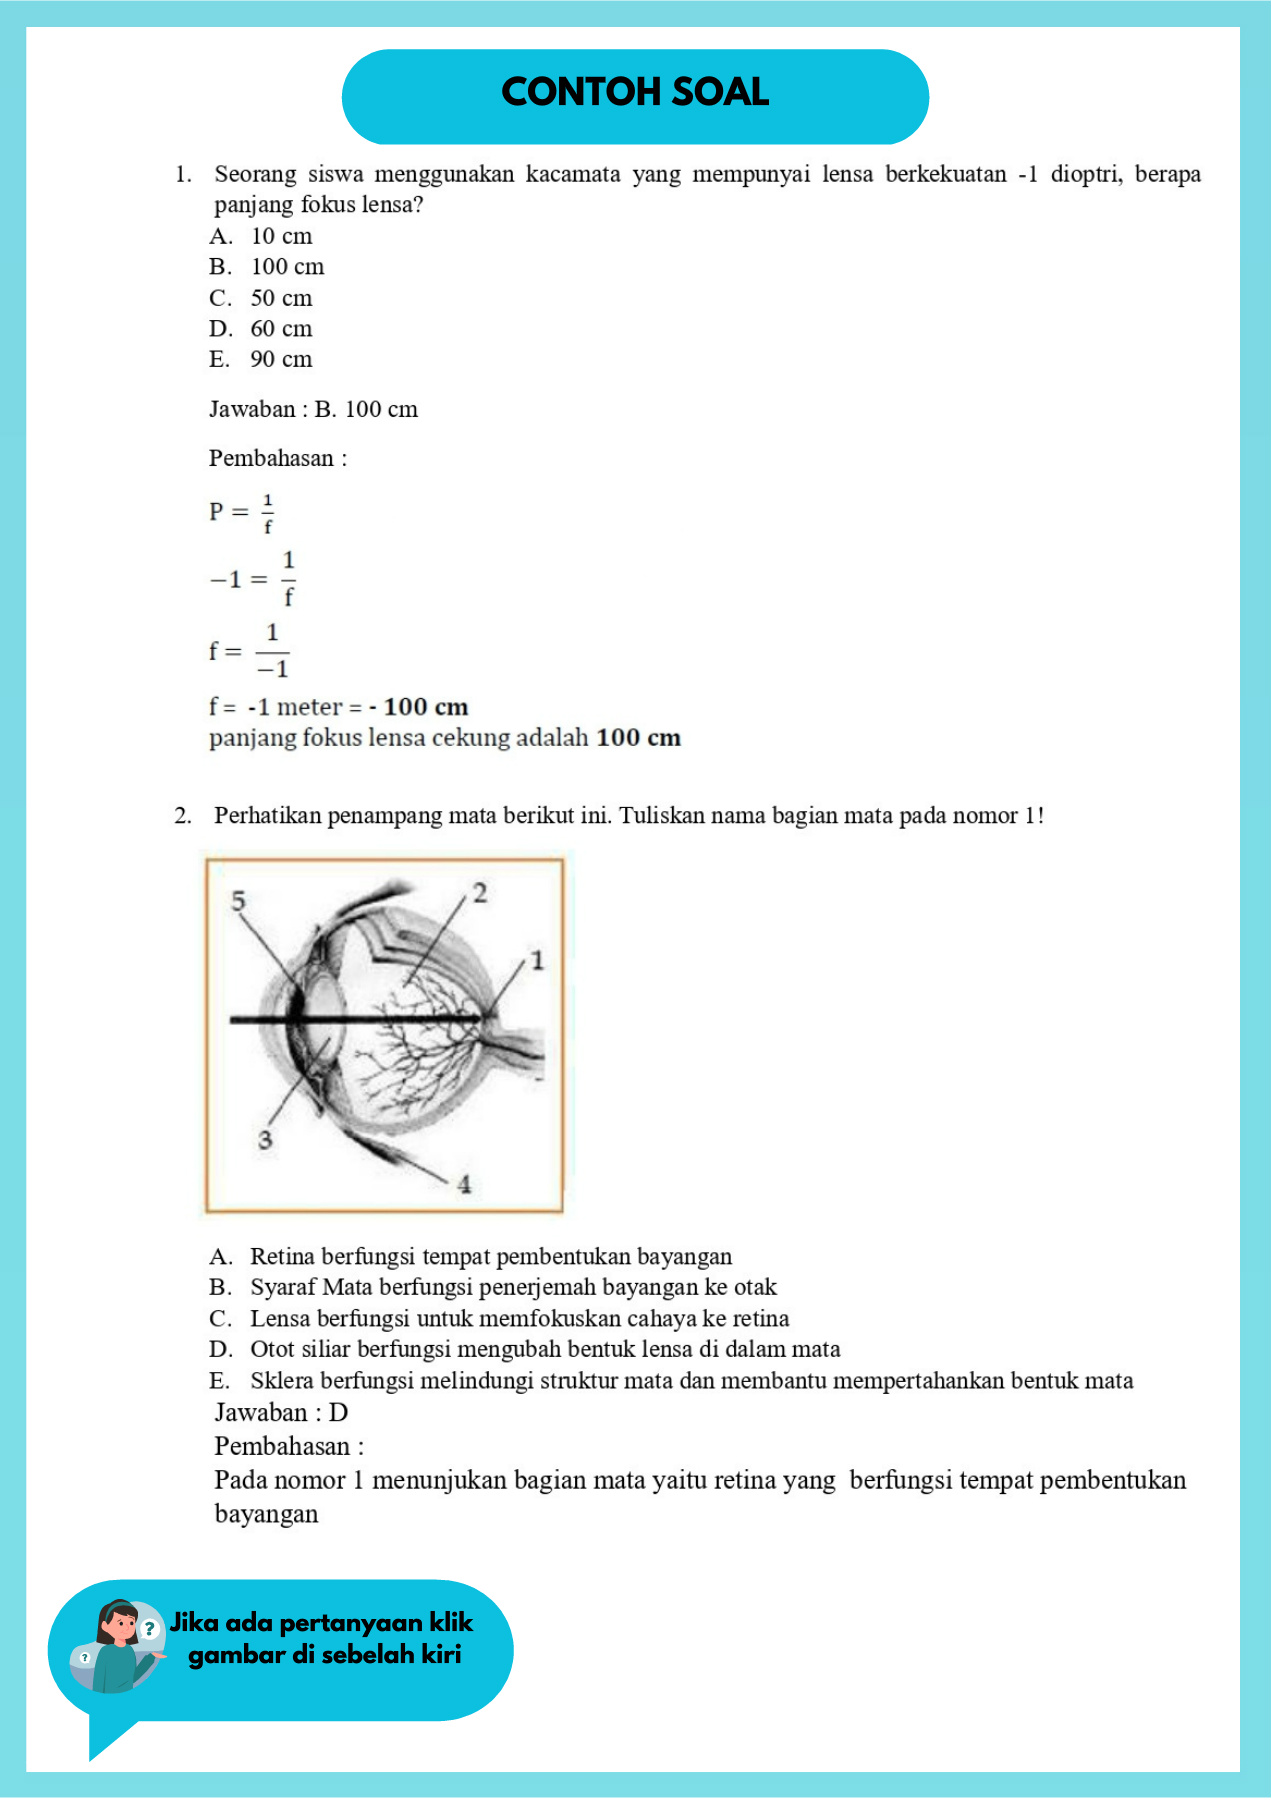 CONTOH SOAL
1. Seorang siswa menggunakan kacamata yang mempunyai lensa berkekuatan -1 dioptri, berapa
panjang fokus lensa?
A. 10 cm
B. 100 cm
C. 50 cm
D. 60 cm
E. 90 cm
Jawaban : B. 100 cm
Pembahasan :
P = 1/f
−1 = 1/f
f = 1/−1
f = -1 meter = - 100 cm
panjang fokus lensa cekung adalah 100 cm
2. Perhatikan penampang mata berikut ini. Tuliskan nama bagian mata pada nomor 1!
5
2
1
3
4
A. Retina berfungsi tempat pembentukan bayangan
B. Syaraf Mata berfungsi penerjemah bayangan ke otak
C. Lensa berfungsi untuk memfokuskan cahaya ke retina
D. Otot siliar berfungsi mengubah bentuk lensa di dalam mata
E. Sklera berfungsi melindungi struktur mata dan membantu mempertahankan bentuk mata
Jawaban : D
Pembahasan :
Pada nomor 1 menunjukan bagian mata yaitu retina yang berfungsi tempat pembentukan
bayangan
?
?
Jika ada pertanyaan klik
gambar di sebelah kiri